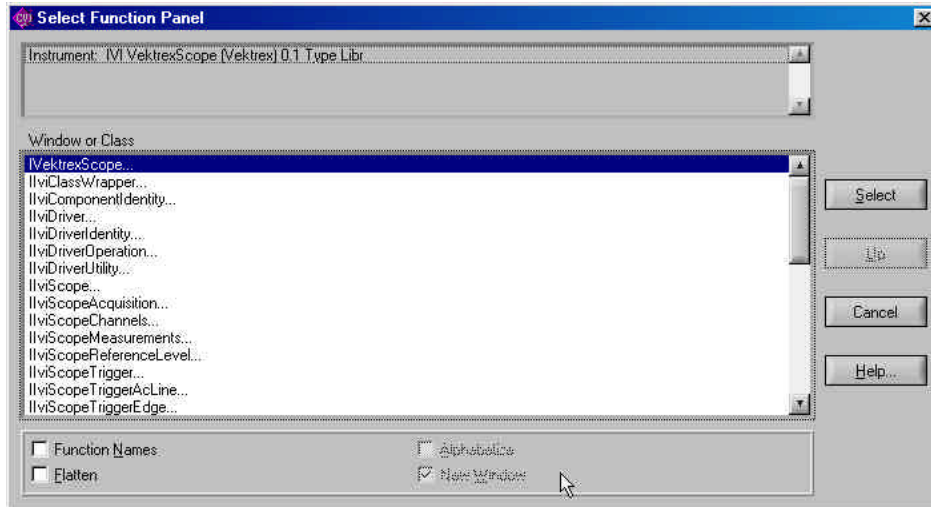 cvi Select Function Panel
Instrument: IVI VektrexScope (Vektrex) 0.1 Type Libr
Window or Class
IVektrexScope...
IIviClassWrapper...
IIviComponentIdentity...
IIviDriver...
IIviDriverIdentity...
IIviDriverOperation...
IIviDriverUtility...
IIviScope...
IIviScopeAcquisition...
IIviScopeChannels...
IIviScopeMeasurements...
IIviScopeReferenceLevel...
IIviScopeTrigger...
IIviScopeTriggerAcLine...
IIviScopeTriggerEdge...
Select
Up
Cancel
Help...
Function Names
Alphabetize
Flatten
New Window